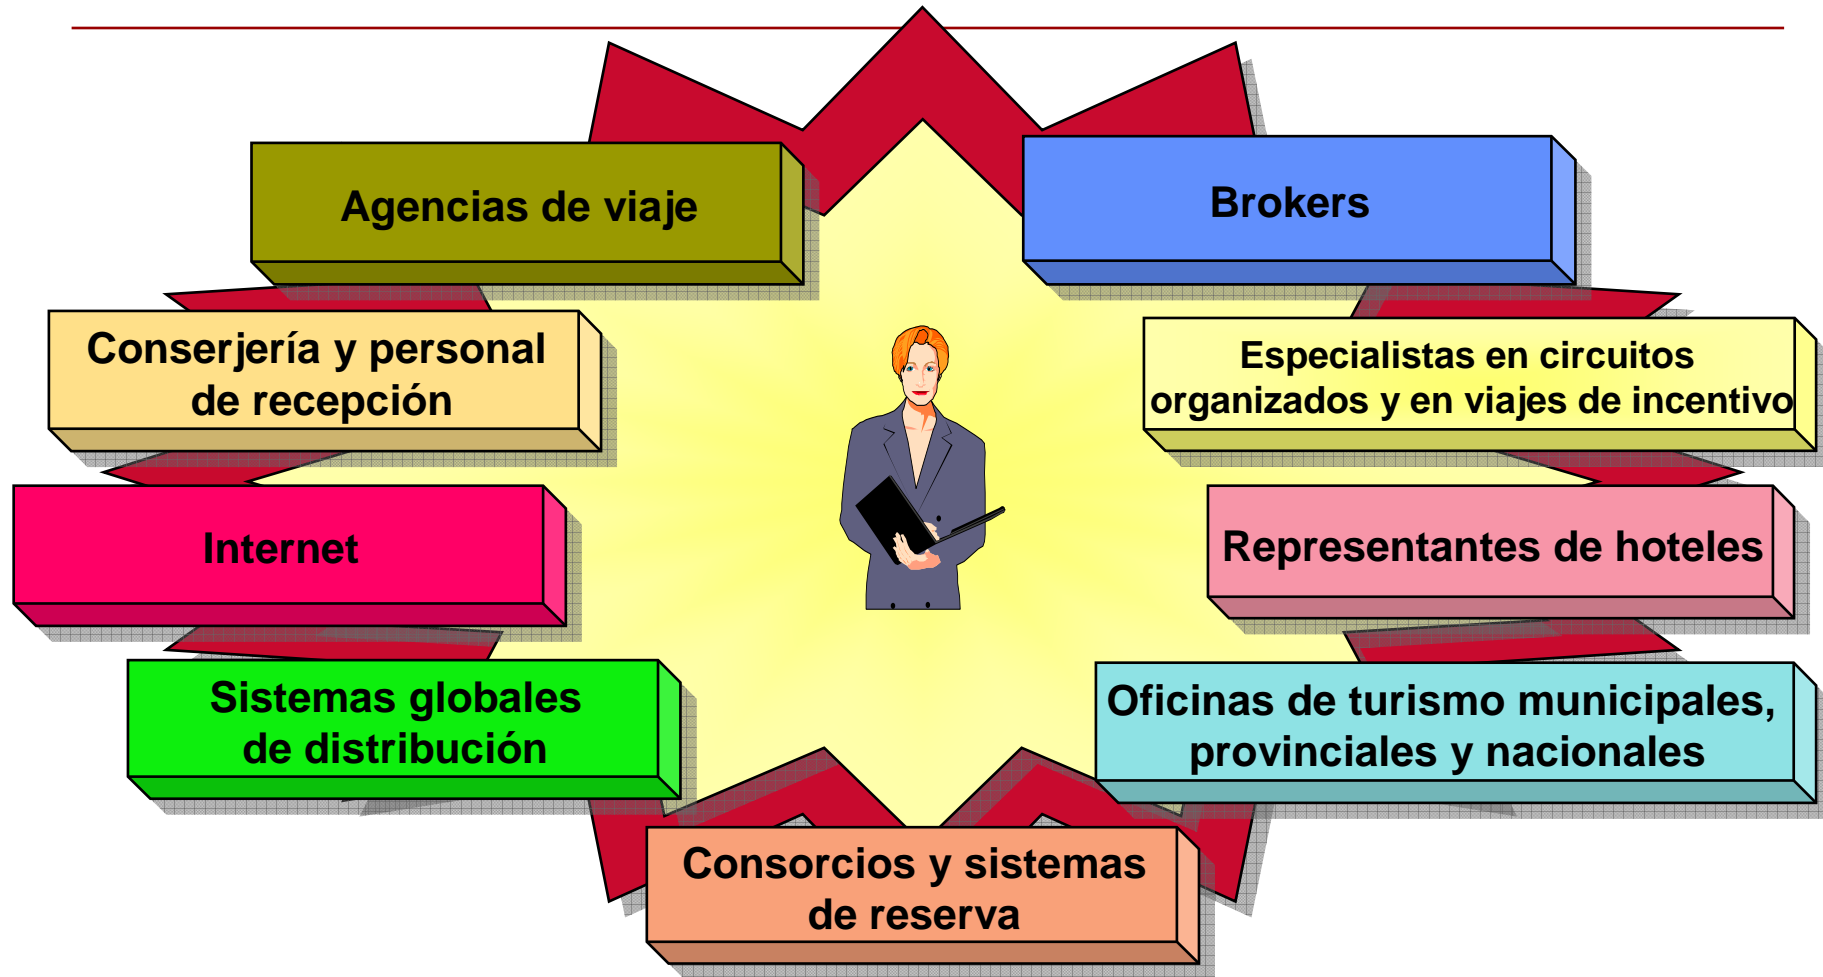 Agencias de viaje
Brokers
Conserjería y personal
de recepción
Especialistas en circuitos
organizados y en viajes de incentivo
Internet
Representantes de hoteles
Sistemas globales
de distribución
Oficinas de turismo municipales,
provinciales y nacionales
Consorcios y sistemas
de reserva